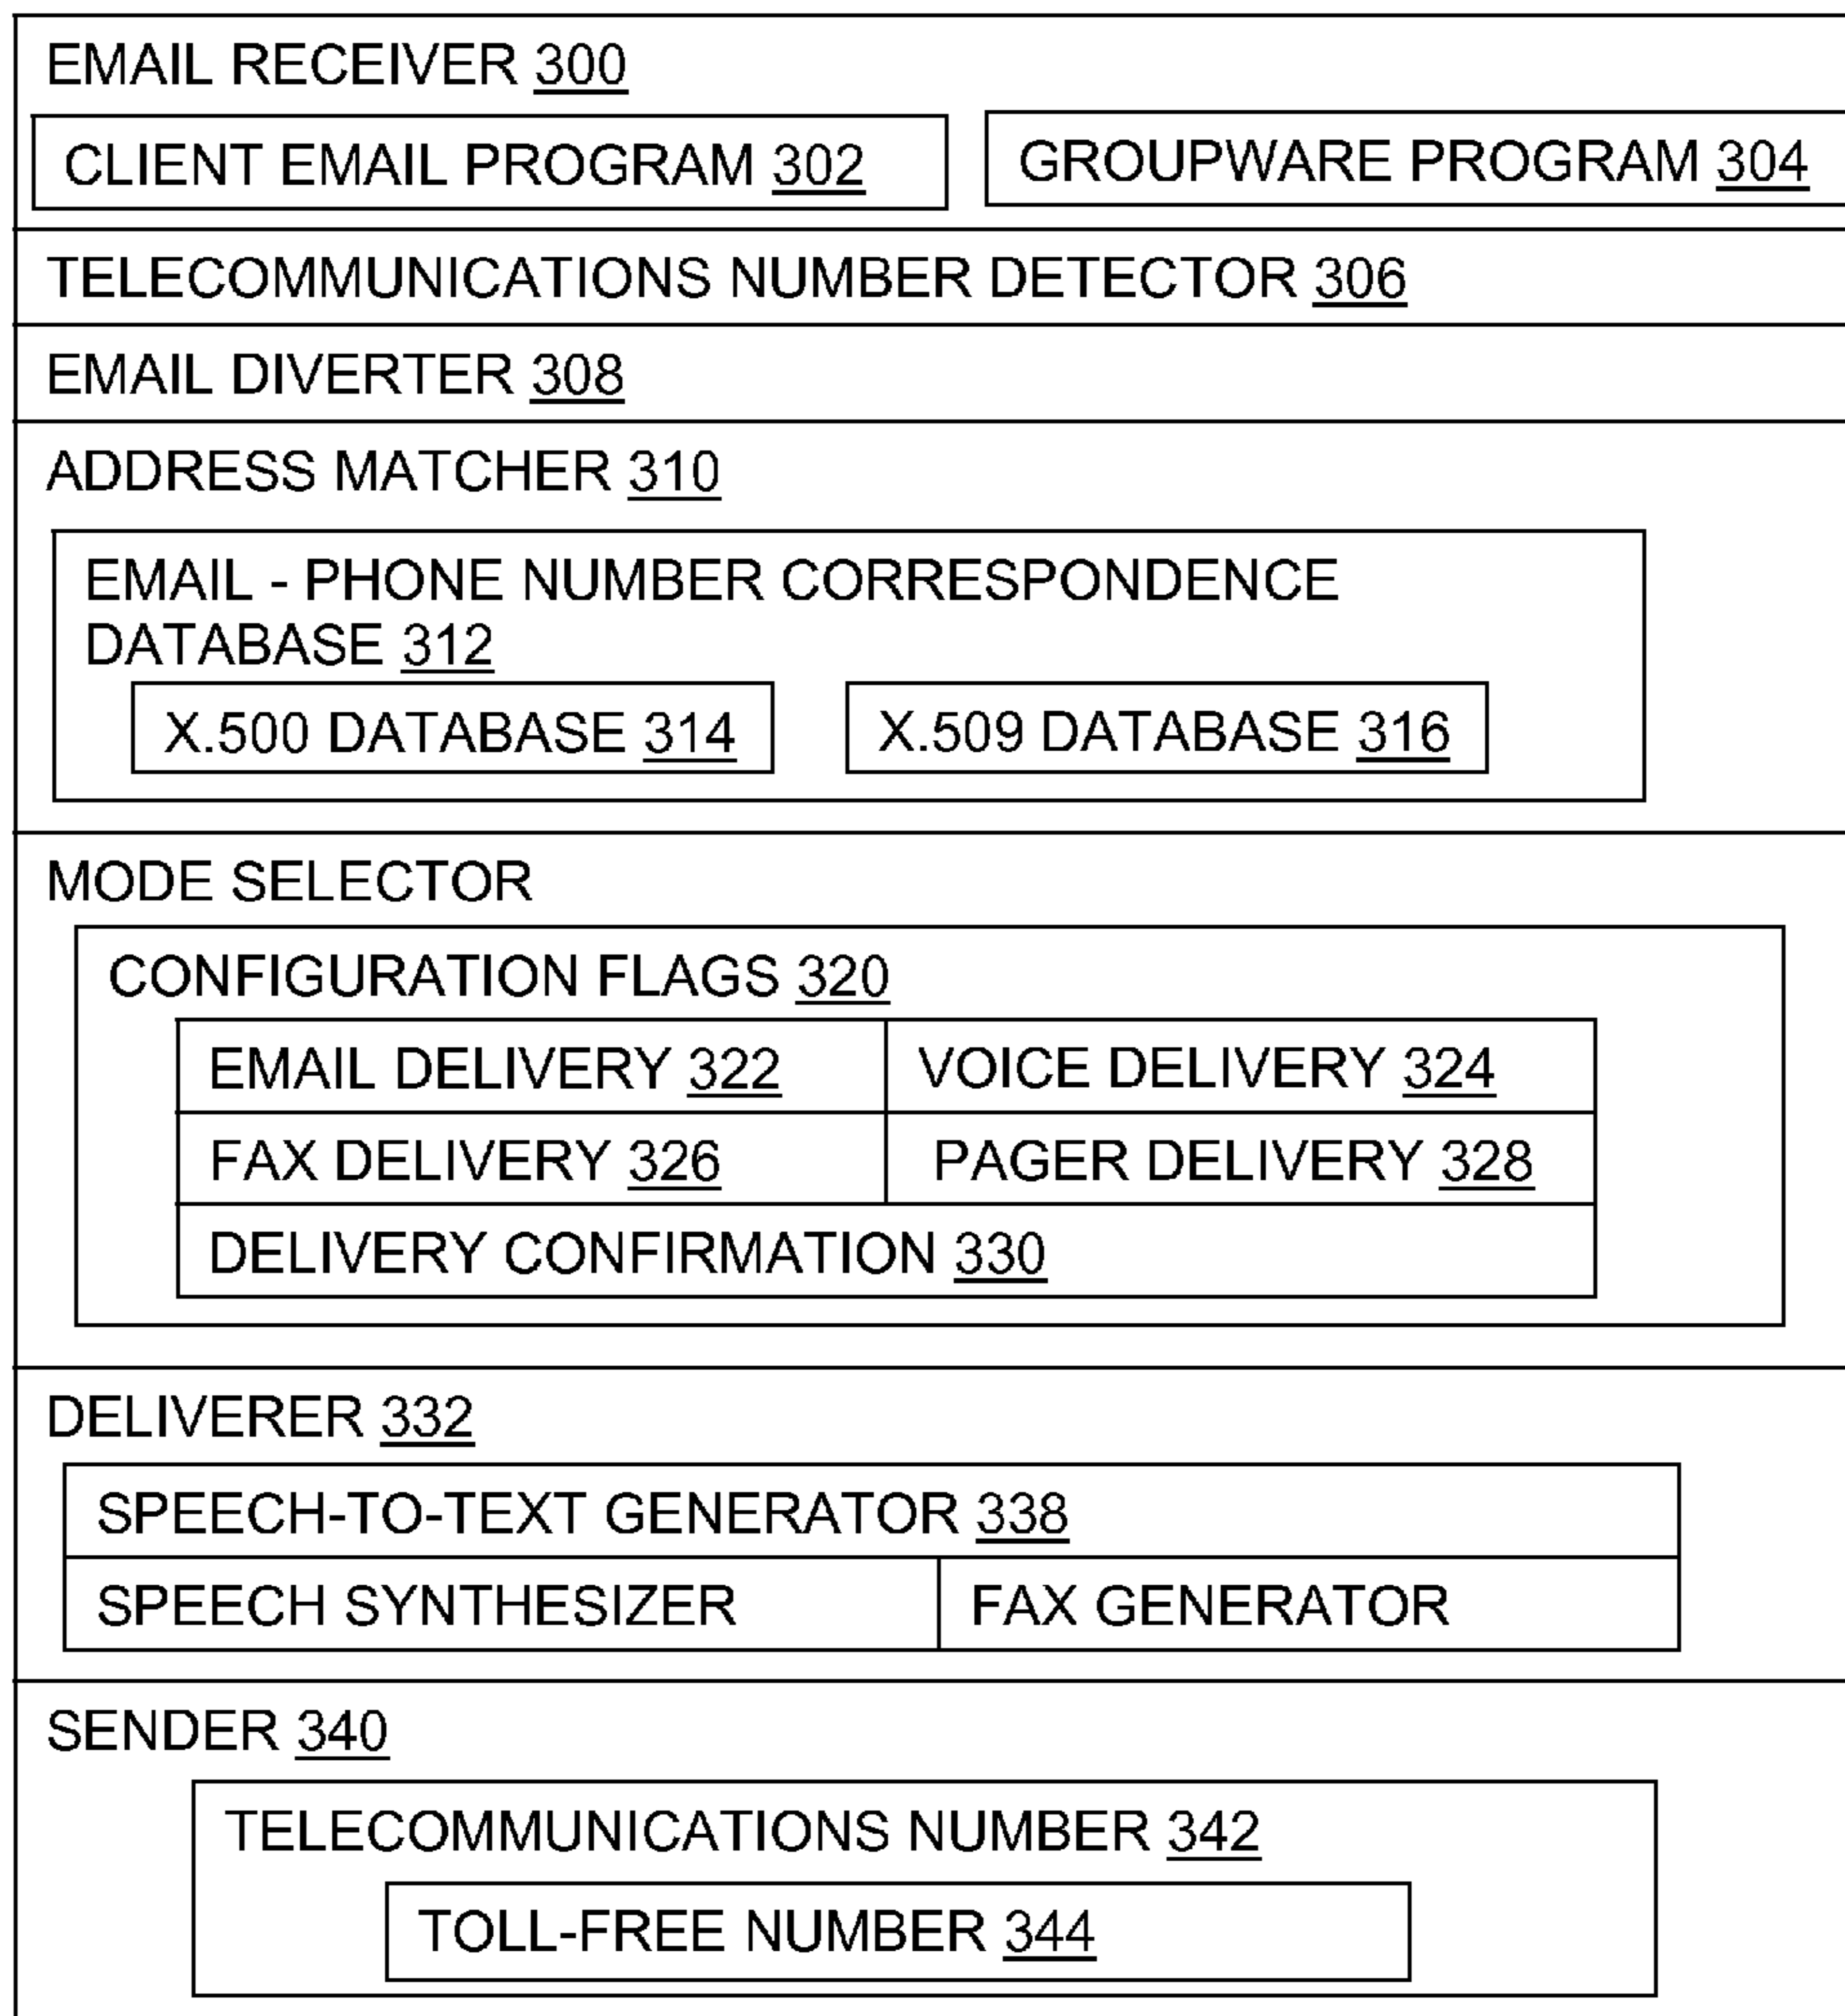 EMAIL RECEIVER 300
CLIENT EMAIL PROGRAM 302
GROUPWARE PROGRAM 304
TELECOMMUNICATIONS NUMBER DETECTOR 306
EMAIL DIVERTER 308
ADDRESS MATCHER 310
EMAIL - PHONE NUMBER CORRESPONDENCE
DATABASE 312
X.500 DATABASE 314
X.509 DATABASE 316
MODE SELECTOR
CONFIGURATION FLAGS 320
EMAIL DELIVERY 322
VOICE DELIVERY 324
FAX DELIVERY 326
PAGER DELIVERY 328
DELIVERY CONFIRMATION 330
DELIVERER 332
SPEECH-TO-TEXT GENERATOR 338
SPEECH SYNTHESIZER
FAX GENERATOR
SENDER 340
TELECOMMUNICATIONS NUMBER 342
TOLL-FREE NUMBER 344